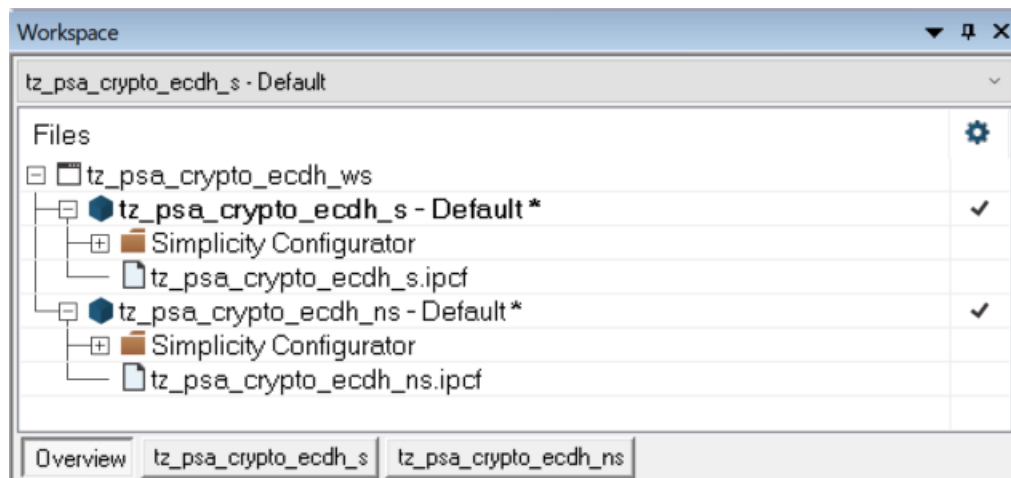 Workspace
tz_psa_crypto_ecdh_s - Default
Files
tz_psa_crypto_ecdh_ws
tz_psa_crypto_ecdh_s - Default *
Simplicity Configurator
tz_psa_crypto_ecdh_s.ipcf
tz_psa_crypto_ecdh_ns - Default *
Simplicity Configurator
tz_psa_crypto_ecdh_ns.ipcf
Overview tz_psa_crypto_ecdh_s tz_psa_crypto_ecdh_ns